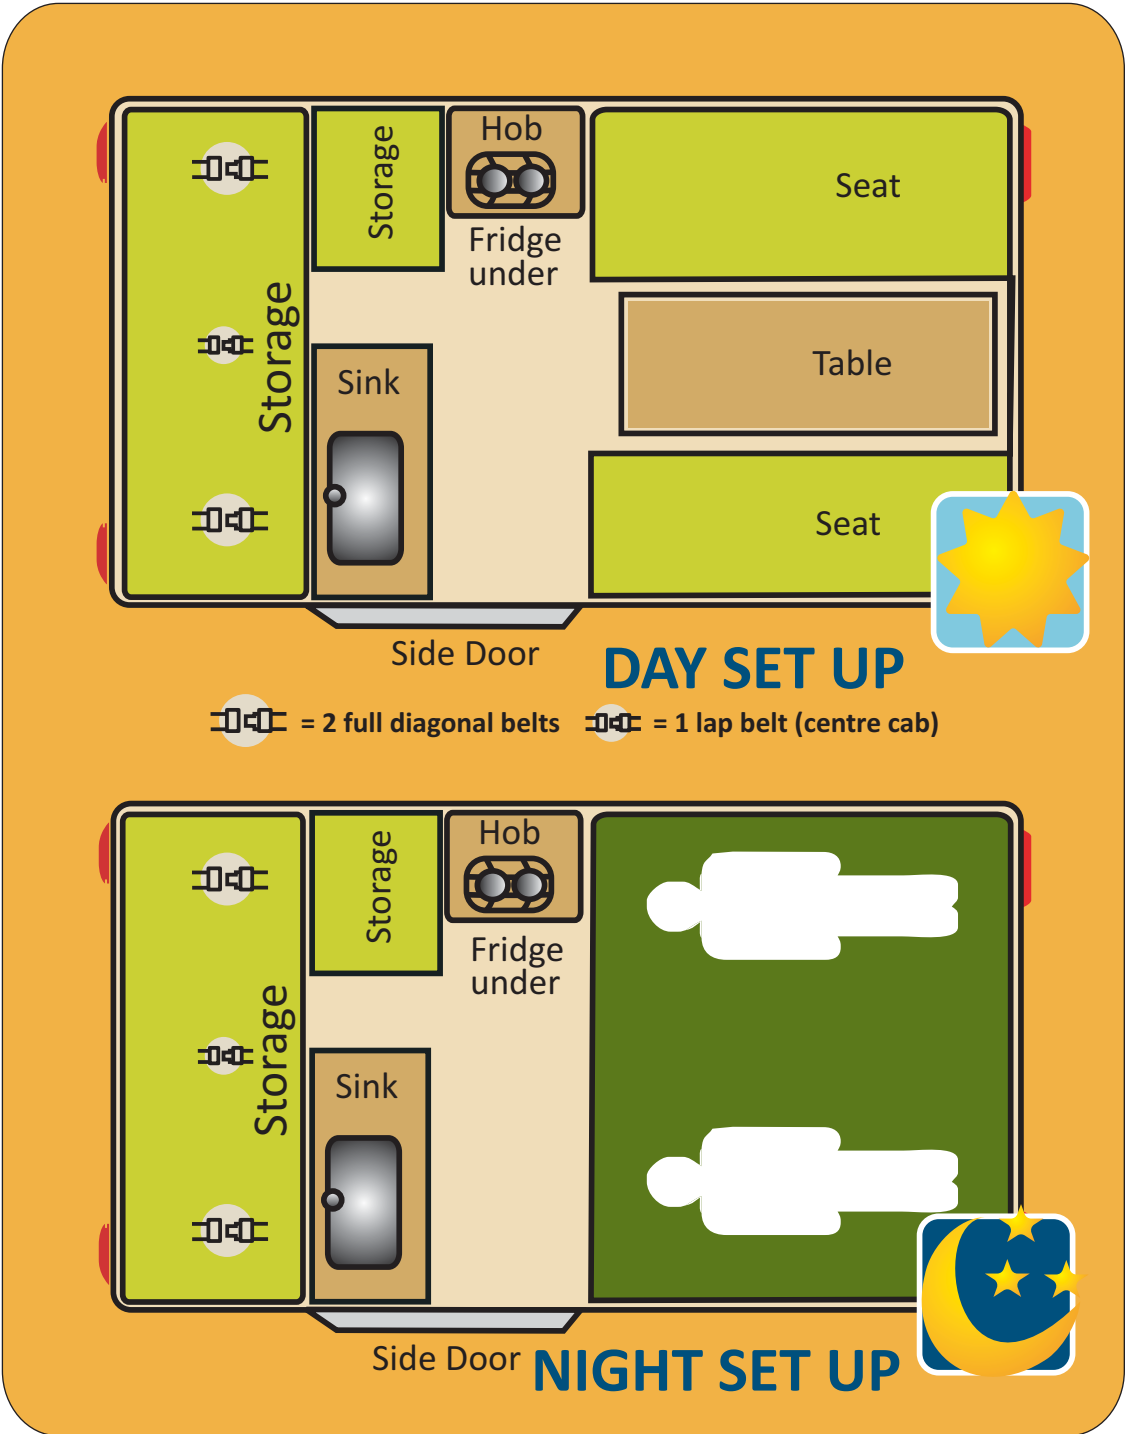 Hob
Storage
Seat
Fridge
under
Storage
Table
Sink
Seat
Side Door
DAY SET UP
= 2 full diagonal belts = 1 lap belt (centre cab)
Hob
Storage
Fridge
under
Storage
Sink
Side Door
NIGHT SET UP